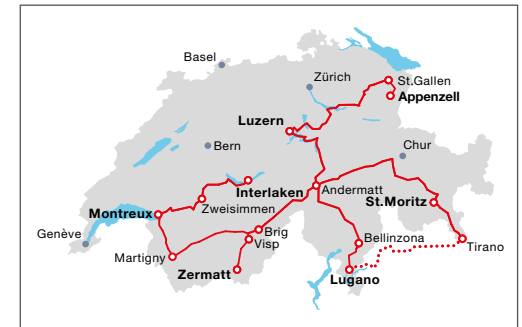 Basel
Zürich
St.Gallen
Appenzell
Luzern
Bern
Chur
Interlaken
Andermatt
St.Moritz
Zweisimmen
Montreux
Genève
Brig
Visp
Bellinzona
Tirano
Martigny
Zermatt
Lugano